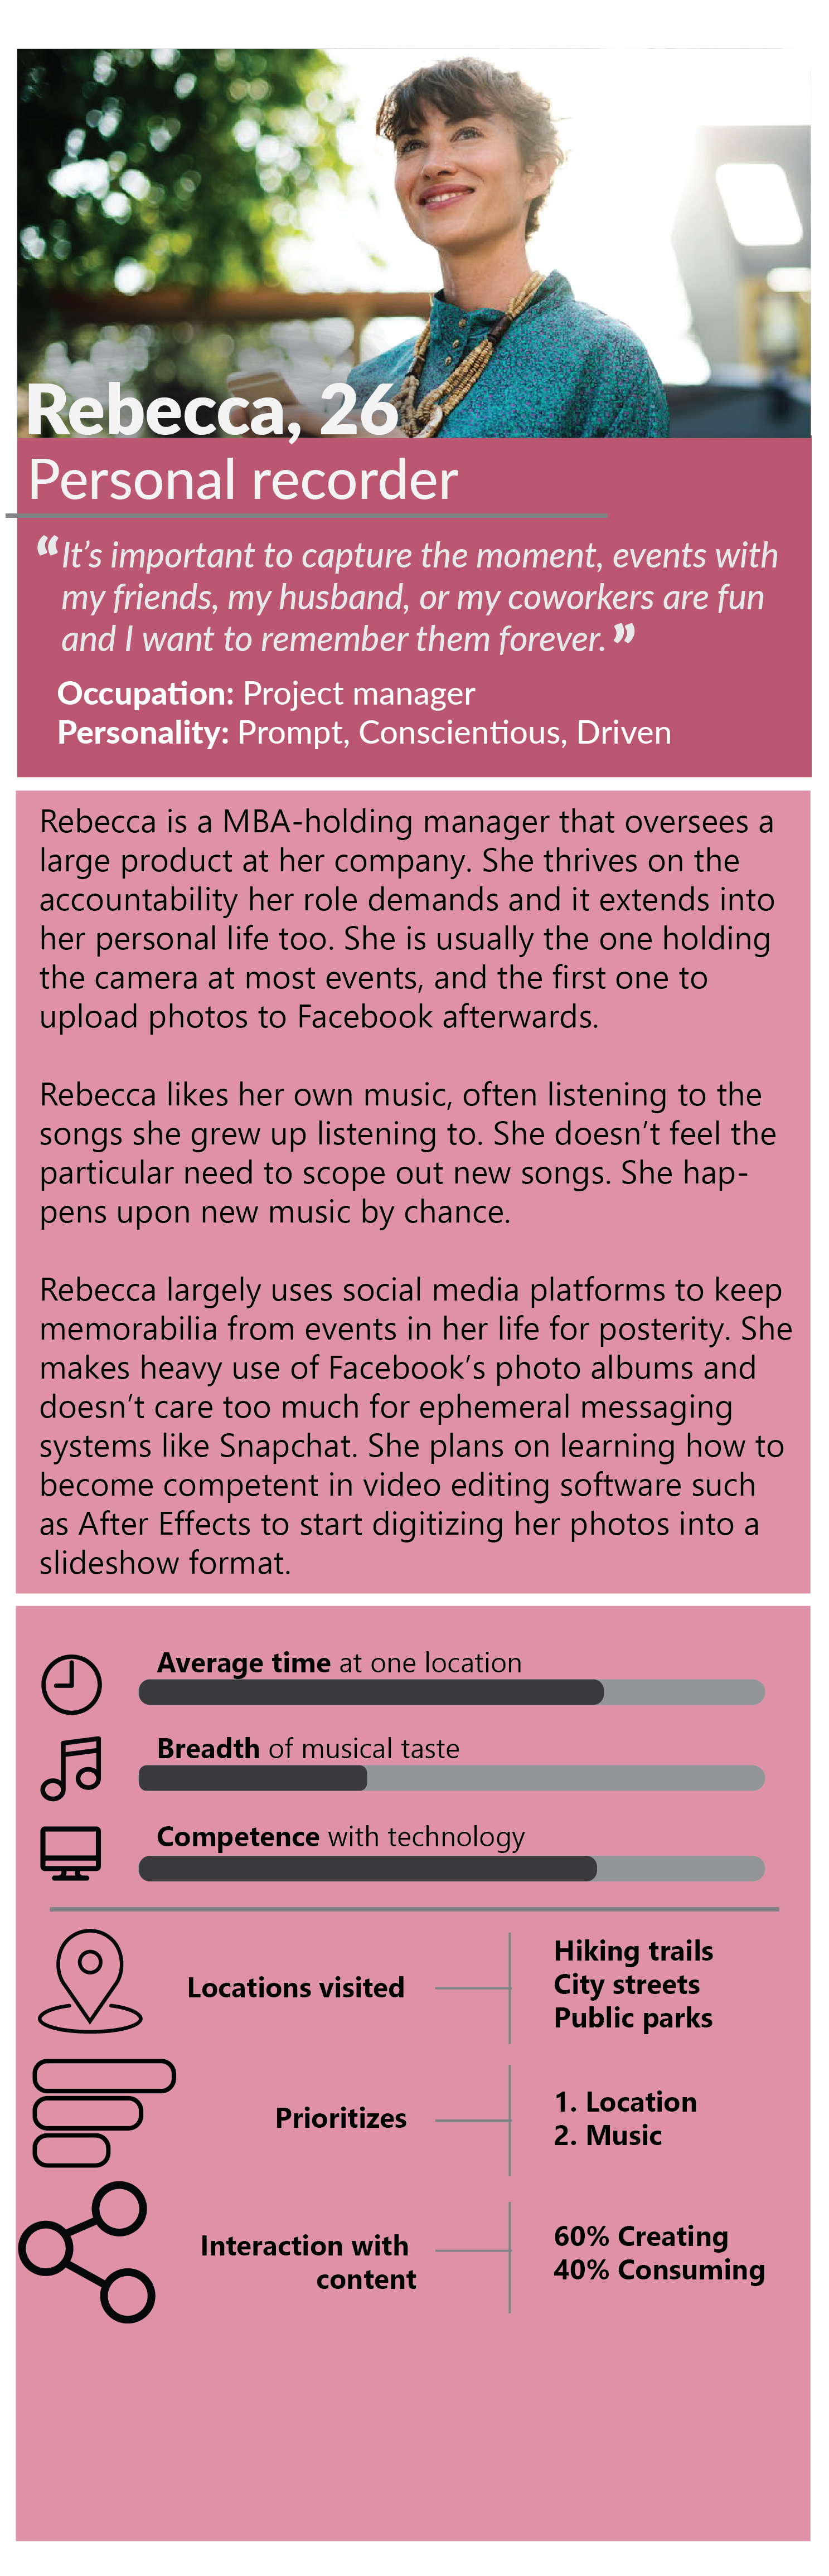 Rebecca, 26
Personal recorder
“It’s important to capture the moment, events with
my friends, my husband, or my coworkers are fun
and I want to remember them forever.”
Occupation: Project manager
Personality: Prompt, Conscientious, Driven
Rebecca is a MBA-holding manager that oversees a
large product at her company. She thrives on the
accountability her role demands and it extends into
her personal life too. She is usually the one holding
the camera at most events, and the first one to
upload photos to Facebook afterwards.
Rebecca likes her own music, often listening to the
songs she grew up listening to. She doesn’t feel the
particular need to scope out new songs. She hap-
pens upon new music by chance.
Rebecca largely uses social media platforms to keep
memorabilia from events in her life for posterity. She
makes heavy use of Facebook’s photo albums and
doesn’t care too much for ephemeral messaging
systems like Snapchat. She plans on learning how to
become competent in video editing software such
as After Effects to start digitizing her photos into a
slideshow format.
Average time at one location
Breadth of musical taste
Competence with technology
Locations visited
Hiking trails
City streets
Public parks
Prioritizes
1. Location
2. Music
Interaction with
content
60% Creating
40% Consuming